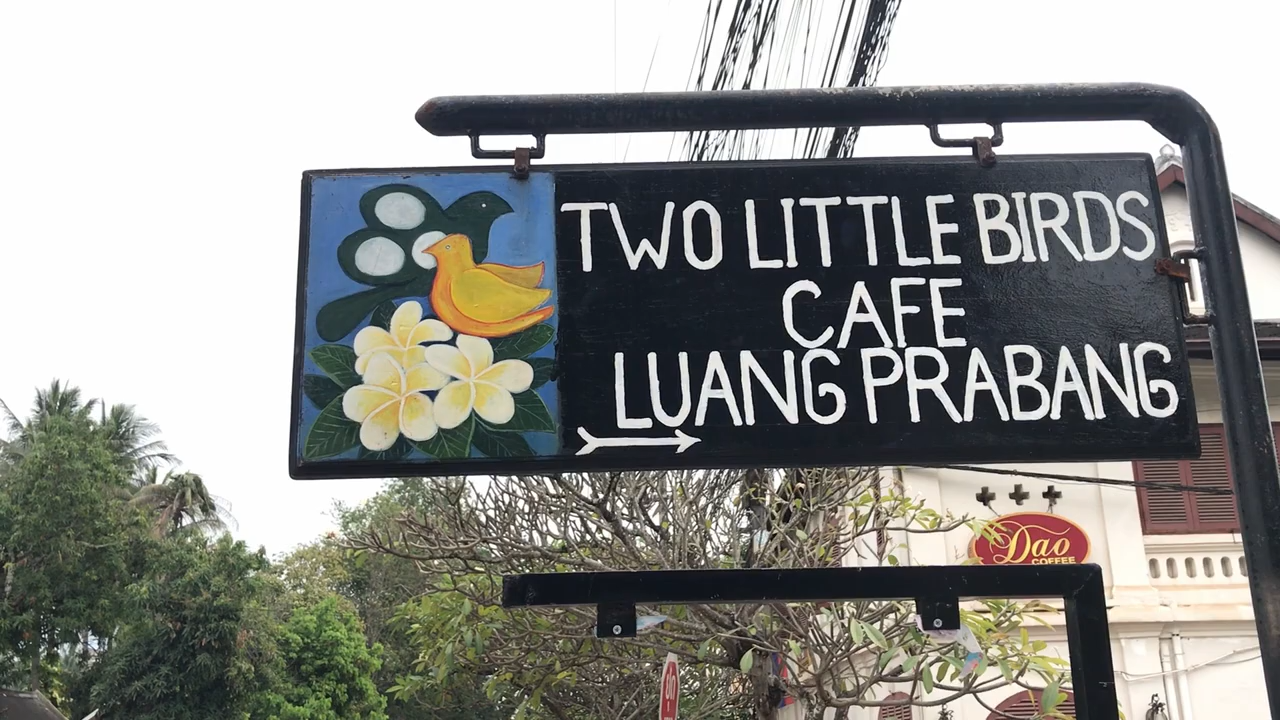 TWO LITTLE BIRDS
CAFE
LUANG PRABANG
Dao
COFFEE